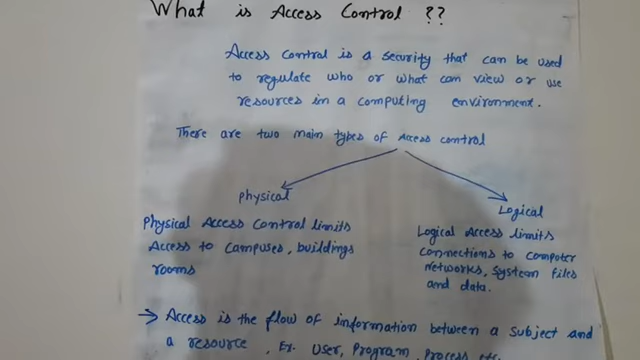 What is Access Control ??
Access Control is a security that can be used
to regulate who or what can view or use
resources in a computing environment.
There are two main types of Access control
Physical
Physical Access Control limits
Access to Campuses, buildings
rooms
Logical
Logical Access limits
connections to computer
Networks, System files
and data.
→ Access is the flow of information between a subject and
a resource. Ex. User, Program, Process etc.